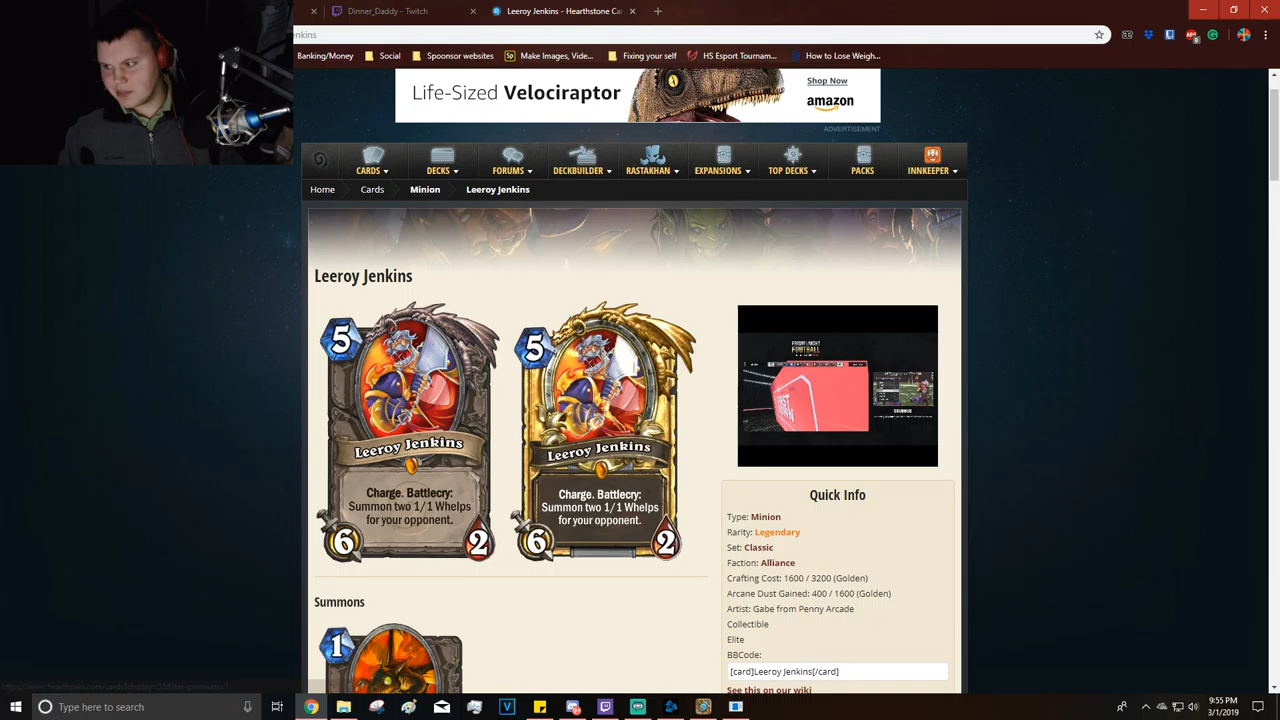 Dinner_Daddy - Twitch
Leeroy Jenkins - Hearthstone Car
enkins
Banking/Money
Social
Spoonsor websites
Make Images, Vide...
Fixing your self
HS Esport Tournam...
How to Lose Weigh...
Life-Sized Velociraptor
Shop Now
amazon
ADVERTISEMENT
CARDS
DECKS
FORUMS
DECKBUILDER
RASTAKHAN
EXPANSIONS
TOP DECKS
PACKS
INNKEEPER
Home
Cards
Minion
Leeroy Jenkins
Leeroy Jenkins
5
Leeroy Jenkins
Charge. Battlecry:
Summon two 1/1 Whelps
for your opponent.
6
2
5
Leeroy Jenkins
Charge. Battlecry:
Summon two 1/1 Whelps
for your opponent.
6
2
FRIDAY NIGHT
FOOTBALL
Quick Info
Type: Minion
Rarity: Legendary
Set: Classic
Faction: Alliance
Crafting Cost: 1600 / 3200 (Golden)
Arcane Dust Gained: 400 / 1600 (Golden)
Artist: Gabe from Penny Arcade
Collectible
Elite
BBCode:
[card]Leeroy Jenkins[/card]
See this on our wiki
Summons
1
Type here to search
9:55 PM
3/1/2019